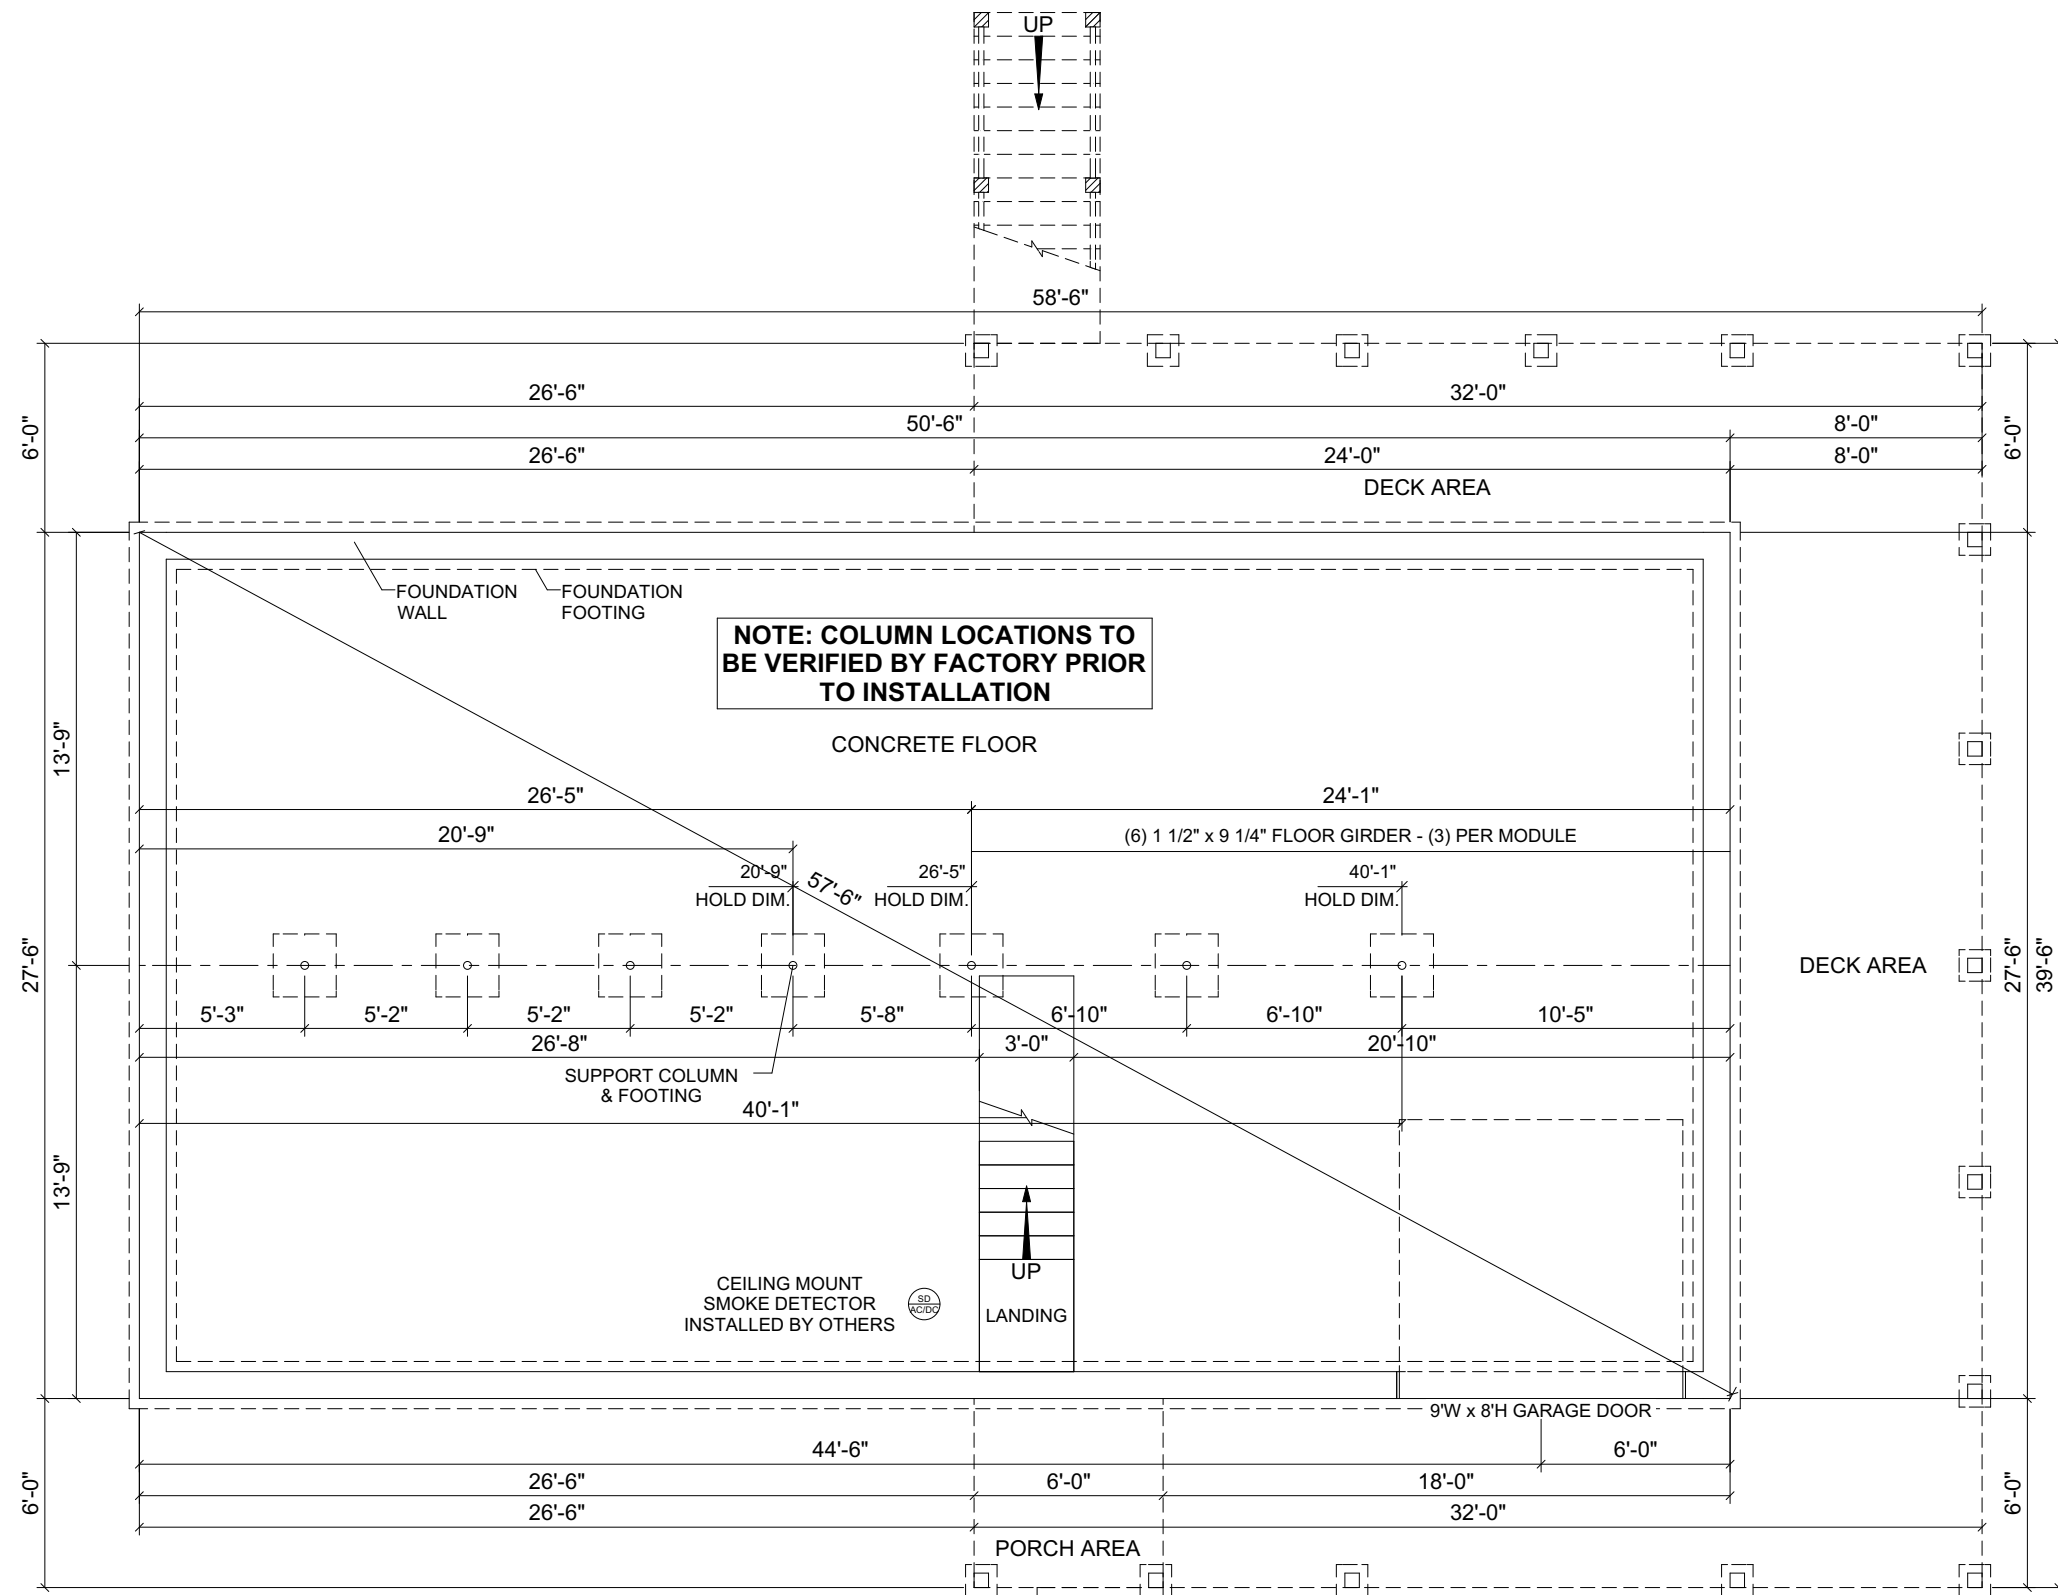 UP
58'-6"
26'-6"
32'-0"
6'-0"
50'-6"
8'-0"
6'-0"
26'-6"
24'-0"
8'-0"
DECK AREA
FOUNDATION
WALL
FOUNDATION
FOOTING
NOTE: COLUMN LOCATIONS TO
BE VERIFIED BY FACTORY PRIOR
TO INSTALLATION
13'-9"
CONCRETE FLOOR
26'-5"
24'-1"
20'-9"
(6) 1 1/2" x 9 1/4" FLOOR GIRDER - (3) PER MODULE
20'-9"
HOLD DIM.
57'-6"
26'-5"
HOLD DIM.
40'-1"
HOLD DIM.
27'-6"
DECK AREA
27'-6"
39'-6"
5'-3"
5'-2"
5'-2"
5'-2"
5'-8"
6'-10"
6'-10"
10'-5"
26'-8"
3'-0"
20'-10"
SUPPORT COLUMN
& FOOTING
40'-1"
13'-9"
UP
CEILING MOUNT
SMOKE DETECTOR
INSTALLED BY OTHERS
SD
AC/DC
LANDING
9'W x 8'H GARAGE DOOR
44'-6"
6'-0"
6'-0"
26'-6"
6'-0"
18'-0"
6'-0"
26'-6"
32'-0"
PORCH AREA